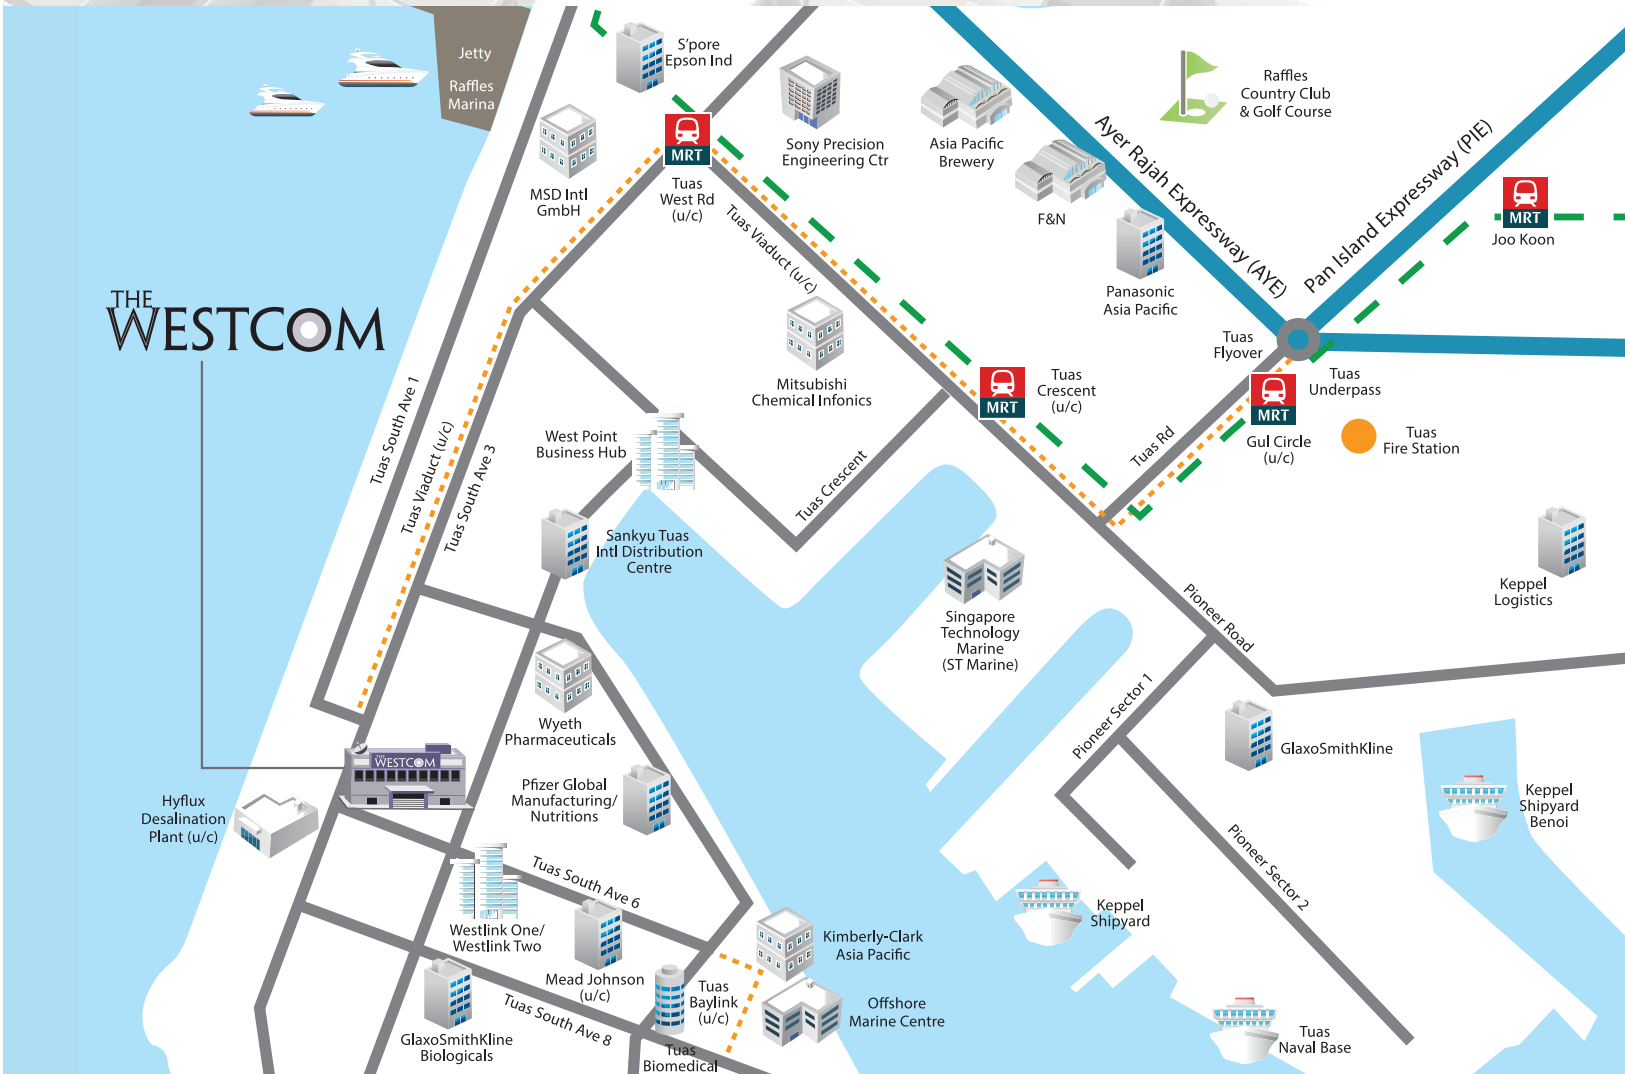 Jetty
Raffles
Marina
S'pore
Epson Ind
MRT
Tuas
West Rd
(u/c)
MSD Intl
GmbH
Sony Precision
Engineering Ctr
Asia Pacific
Brewery
F&N
Panasonic
Asia Pacific
Raffles
Country Club
& Golf Course
Ayer Rajah Expressway (AYE)
Pan Island Expressway (PIE)
MRT
Joo Koon
Tuas Viaduct (u/c)
Mitsubishi
Chemical Infonics
THE
WESTCOM
Tuas
Flyover
Tuas
Underpass
MRT
Tuas
Crescent
(u/c)
MRT
Gul Circle
(u/c)
Tuas
Fire Station
Tuas Rd
Tuas South Ave 1
Tuas Viaduct (u/c)
Tuas South Ave 3
West Point
Business Hub
Tuas Crescent
Sankyu Tuas
Intl Distribution
Centre
Singapore
Technology
Marine
(ST Marine)
Keppel
Logistics
Pioneer Road
Pioneer Sector 1
Pioneer Sector 2
GlaxoSmithKline
Keppel
Shipyard
Benoi
Wyeth
Pharmaceuticals
THE
WESTCOM
Hyflux
Desalination
Plant (u/c)
Pfizer Global
Manufacturing/
Nutritions
Tuas South Ave 6
Westlink One/
Westlink Two
Mead Johnson
(u/c)
Kimberly-Clark
Asia Pacific
Keppel
Shipyard
Tuas
Baylink
(u/c)
Offshore
Marine Centre
GlaxoSmithKline
Biologicals
Tuas South Ave 8
Tuas
Biomedical
Tuas
Naval Base